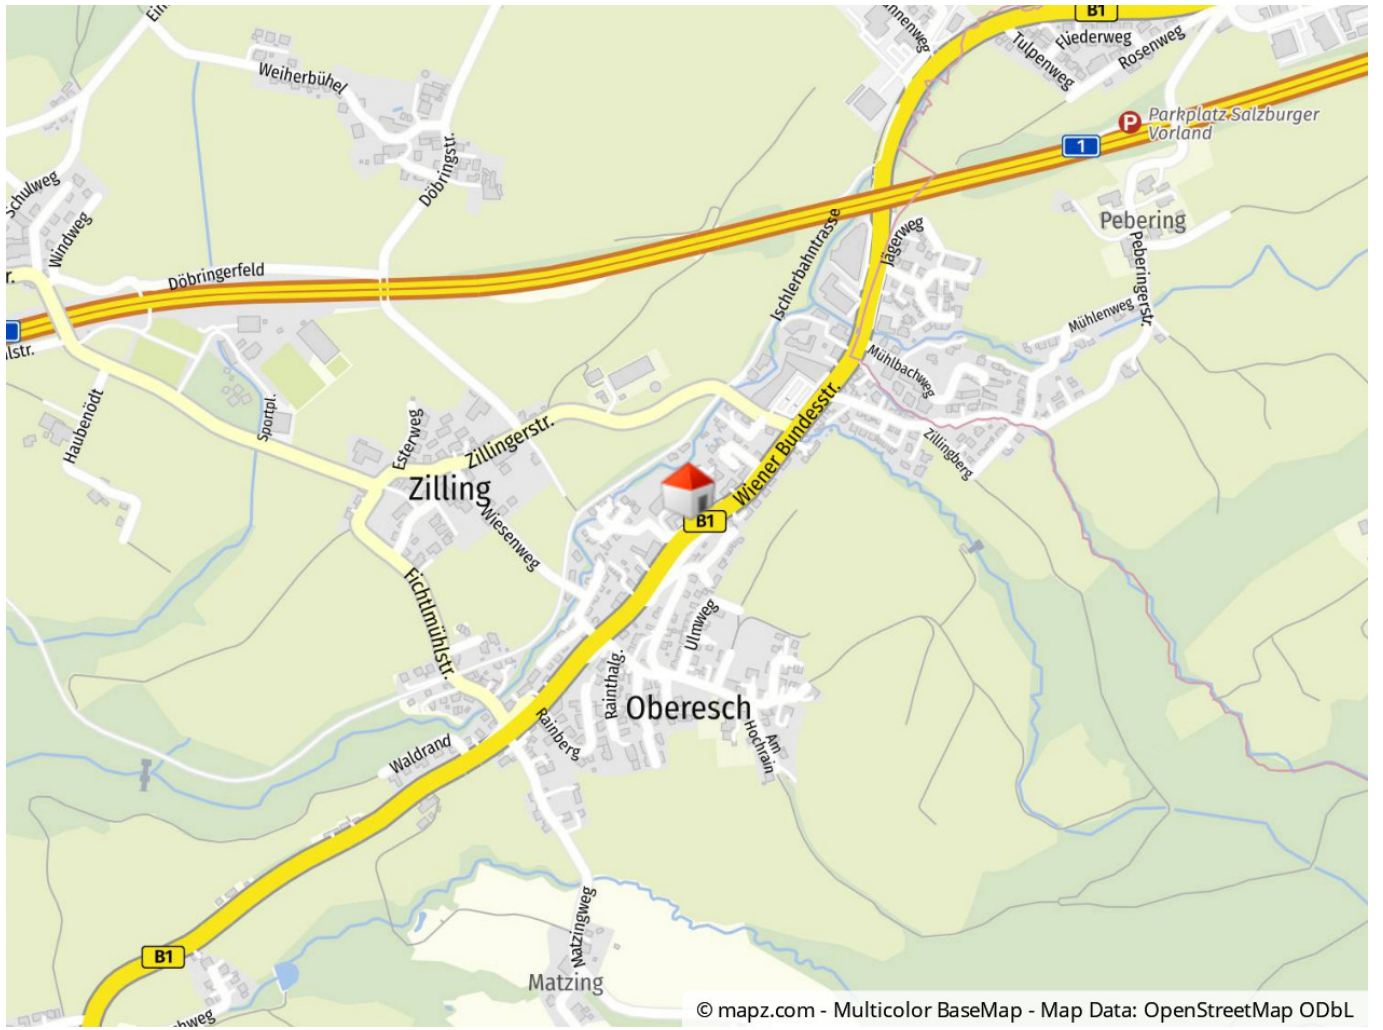 B1
Tulpenweg
Fliederweg
Rosenweg
Weiherbühel
Parkplatz Salzburger
Vorland
P
1
Döbringstr.
Schulweg
Windweg
Ischlerbahntrasse
Jägerweg
Pebering
Peberingerstr.
Döbringerfeld
Mühlenweg
Mühlbachweg
Haubenödt
Sportpl.
Esterweg
Zillingerstr.
Zillingberg
Wiener Bundesstr.
Zilling
B1
Wiesenweg
Fichtlmühlstr.
Ulmweg
Rainthalg.
Oberesch
Rainberg
Am
Hochrain
Waldrand
Matzingweg
B1
Matzing
© mapz.com - Multicolor BaseMap - Map Data: OpenStreetMap ODbL